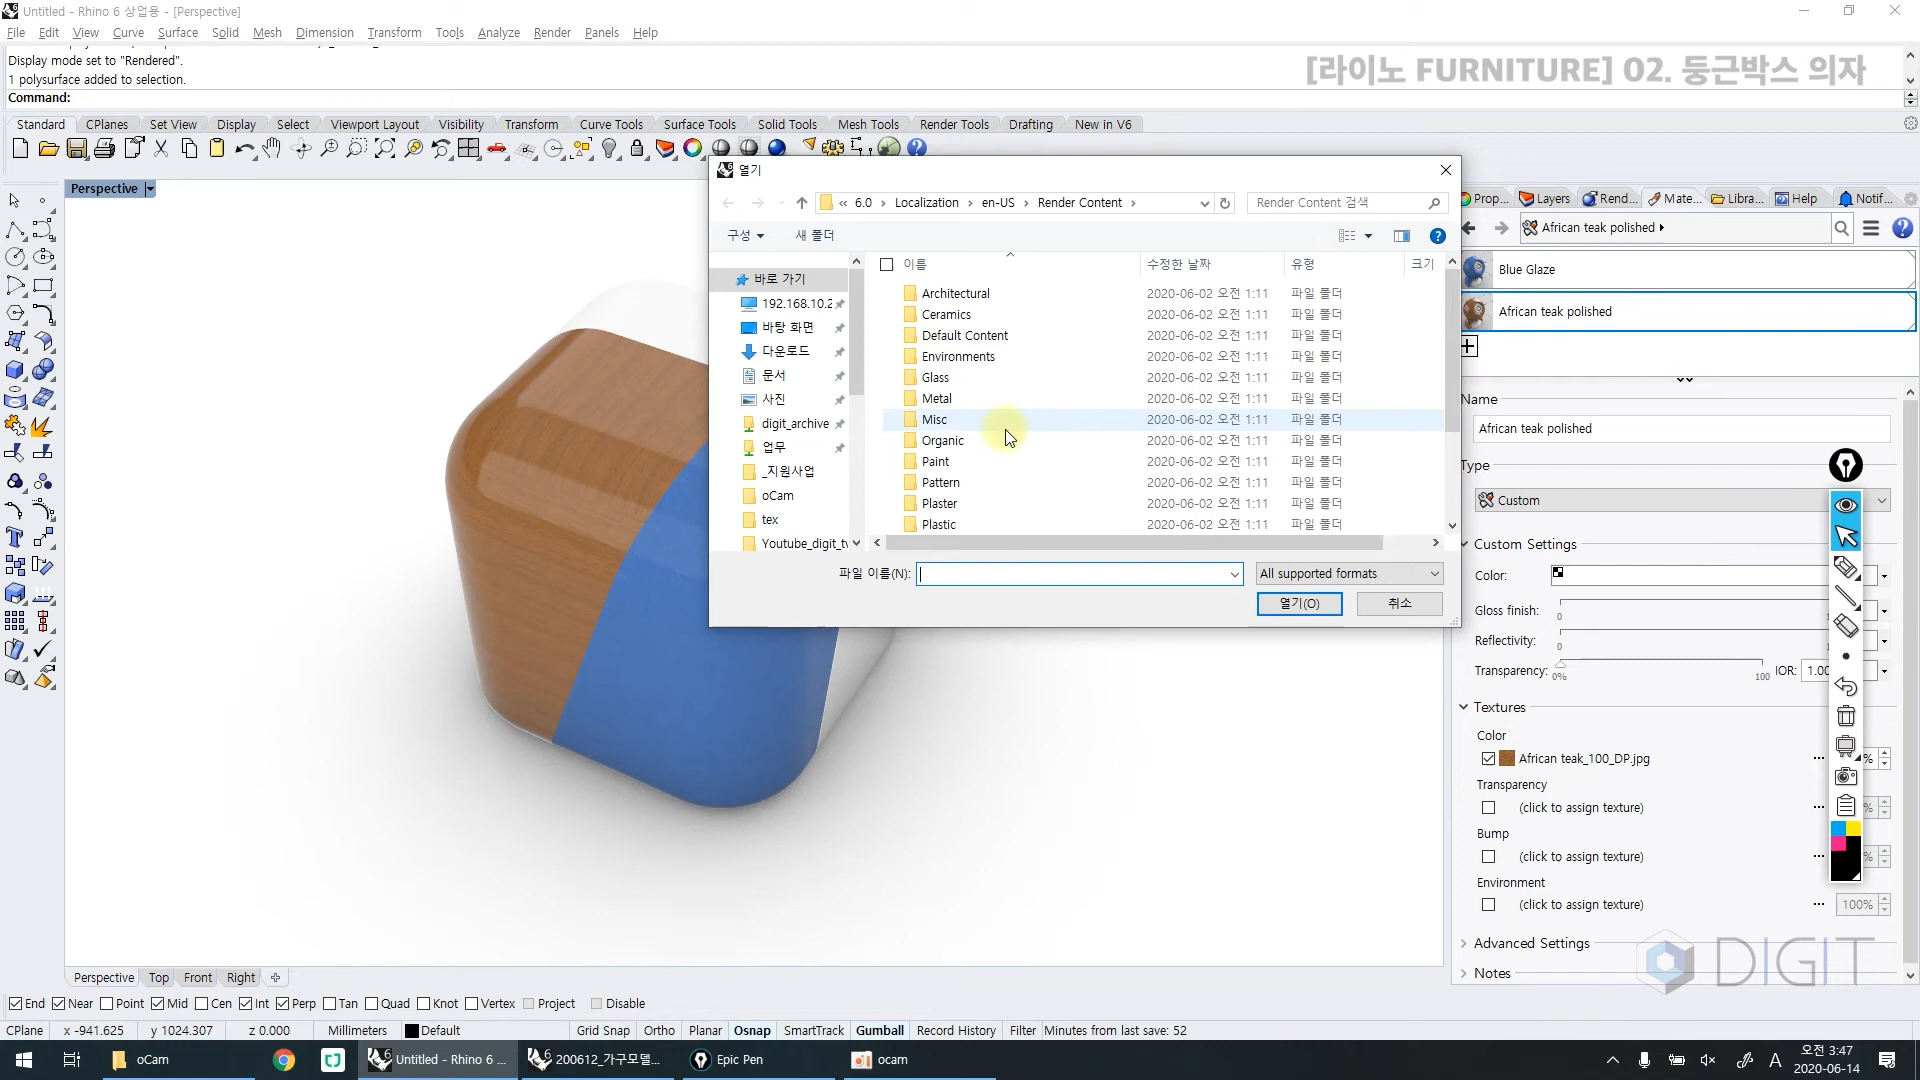 Untitled - Rhino 6 상업용 - [Perspective]
File Edit View Curve Surface Solid Mesh Dimension Transform Tools Analyze Render Panels Help
Display mode set to "Rendered".
1 polysurface added to selection.
Command:
[라이노 FURNITURE] 02. 둥근박스 의자
Standard CPlanes Set View Display Select Viewport Layout Visibility Transform Curve Tools Surface Tools Solid Tools Mesh Tools Render Tools Drafting New in V6
Perspective
열기
« 6.0 › Localization › en-US › Render Content ›
Render Content 검색
구성 새 폴더
이름 수정한 날짜 유형 크기
바로 가기
192.168.10.2
바탕 화면
다운로드
문서
사진
digit_archive
업무
_지원사업
oCam
tex
Youtube_digit_tv
Architectural 2020-06-02 오전 1:11 파일 폴더
Ceramics 2020-06-02 오전 1:11 파일 폴더
Default Content 2020-06-02 오전 1:11 파일 폴더
Environments 2020-06-02 오전 1:11 파일 폴더
Glass 2020-06-02 오전 1:11 파일 폴더
Metal 2020-06-02 오전 1:11 파일 폴더
Misc 2020-06-02 오전 1:11 파일 폴더
Organic 2020-06-02 오전 1:11 파일 폴더
Paint 2020-06-02 오전 1:11 파일 폴더
Pattern 2020-06-02 오전 1:11 파일 폴더
Plaster 2020-06-02 오전 1:11 파일 폴더
Plastic 2020-06-02 오전 1:11 파일 폴더
파일 이름(N):
All supported formats
열기(O) 취소
Prop... Layers Rend... Mate... Libra... Help Notif...
African teak polished
Blue Glaze
African teak polished
Name
African teak polished
Type
Custom
Custom Settings
Color:
Gloss finish: 0
Reflectivity: 0
Transparency: 0% 100 IOR: 1.00
Textures
Color
African teak_100_DP.jpg %
Transparency
(click to assign texture) %
Bump
(click to assign texture) %
Environment
(click to assign texture) 100%
Advanced Settings
Notes
DIGIT
Perspective Top Front Right
End Near Point Mid Cen Int Perp Tan Quad Knot Vertex Project Disable
CPlane x -941.625 y 1024.307 z 0.000 Millimeters Default Grid Snap Ortho Planar Osnap SmartTrack Gumball Record History Filter Minutes from last save: 52
oCam
Untitled - Rhino 6 ...
200612_가구모델...
Epic Pen
ocam
A
오전 3:47
2020-06-14